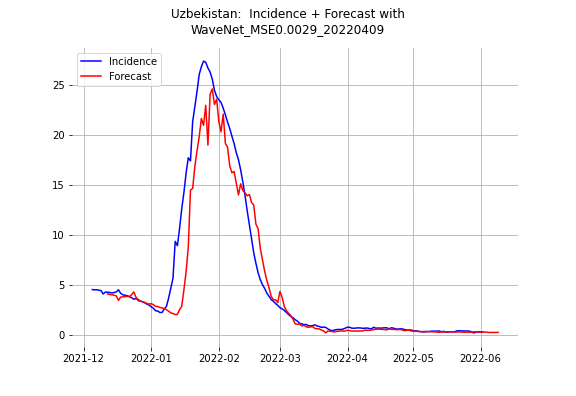 Uzbekistan:  Incidence + Forecast with
WaveNet_MSE0.0029_20220409
Incidence
Forecast
25
20
15
10
5
0
2021-12 2022-01 2022-02 2022-03 2022-04 2022-05 2022-06